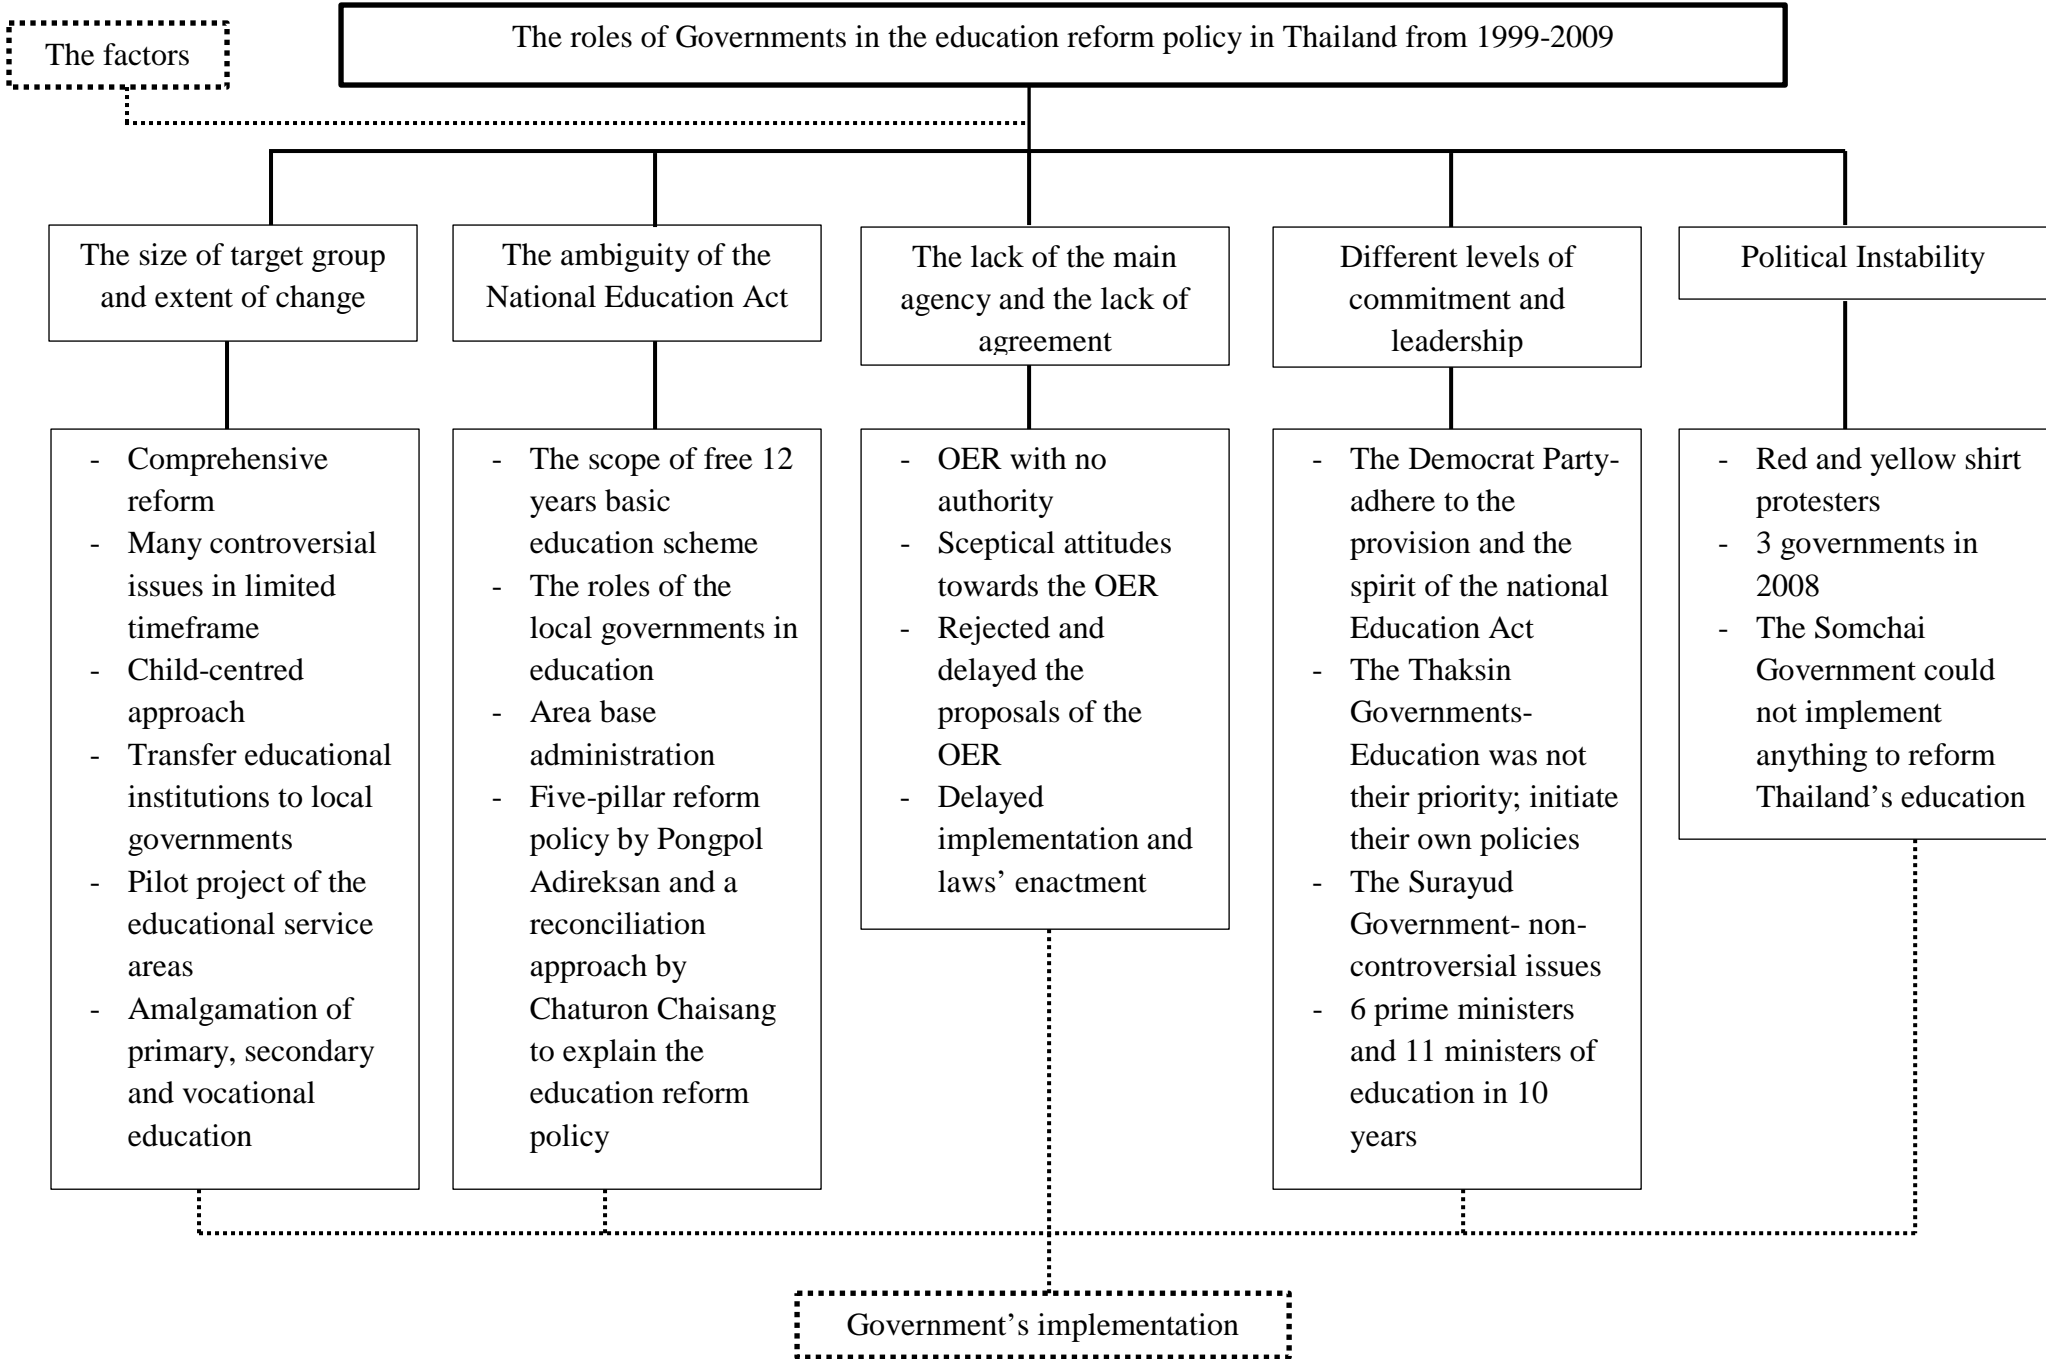 The factors
The roles of Governments in the education reform policy in Thailand from 1999-2009
The size of target group
and extent of change
The ambiguity of the
National Education Act
The lack of the main
agency and the lack of
agreement
Different levels of
commitment and
leadership
Political Instability
- Comprehensive
reform
- Many controversial
issues in limited
timeframe
- Child-centred
approach
- Transfer educational
institutions to local
governments
- Pilot project of the
educational service
areas
- Amalgamation of
primary, secondary
and vocational
education
- The scope of free 12
years basic
education scheme
- The roles of the
local governments in
education
- Area base
administration
- Five-pillar reform
policy by Pongpol
Adireksan and a
reconciliation
approach by
Chaturon Chaisang
to explain the
education reform
policy
- OER with no
authority
- Sceptical attitudes
towards the OER
- Rejected and
delayed the
proposals of the
OER
- Delayed
implementation and
laws’ enactment
- The Democrat Party-
adhere to the
provision and the
spirit of the national
Education Act
- The Thaksin
Governments-
Education was not
their priority; initiate
their own policies
- The Surayud
Government- non-
controversial issues
- 6 prime ministers
and 11 ministers of
education in 10
years
- Red and yellow shirt
protesters
- 3 governments in
2008
- The Somchai
Government could
not implement
anything to reform
Thailand’s education
Government’s implementation